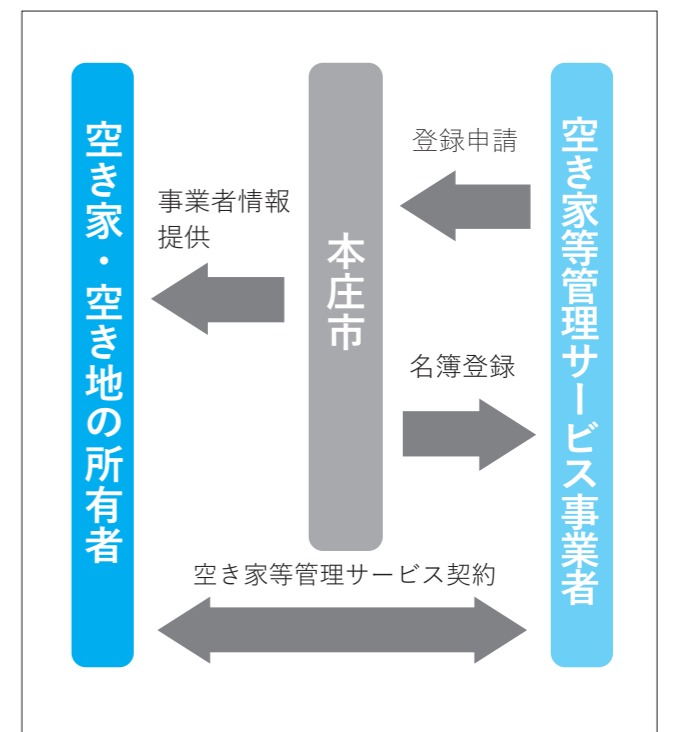 空き家・空き地の所有者
事業者情報
提供
本庄市
登録申請
名簿登録
空き家等管理サービス事業者
空き家等管理サービス契約